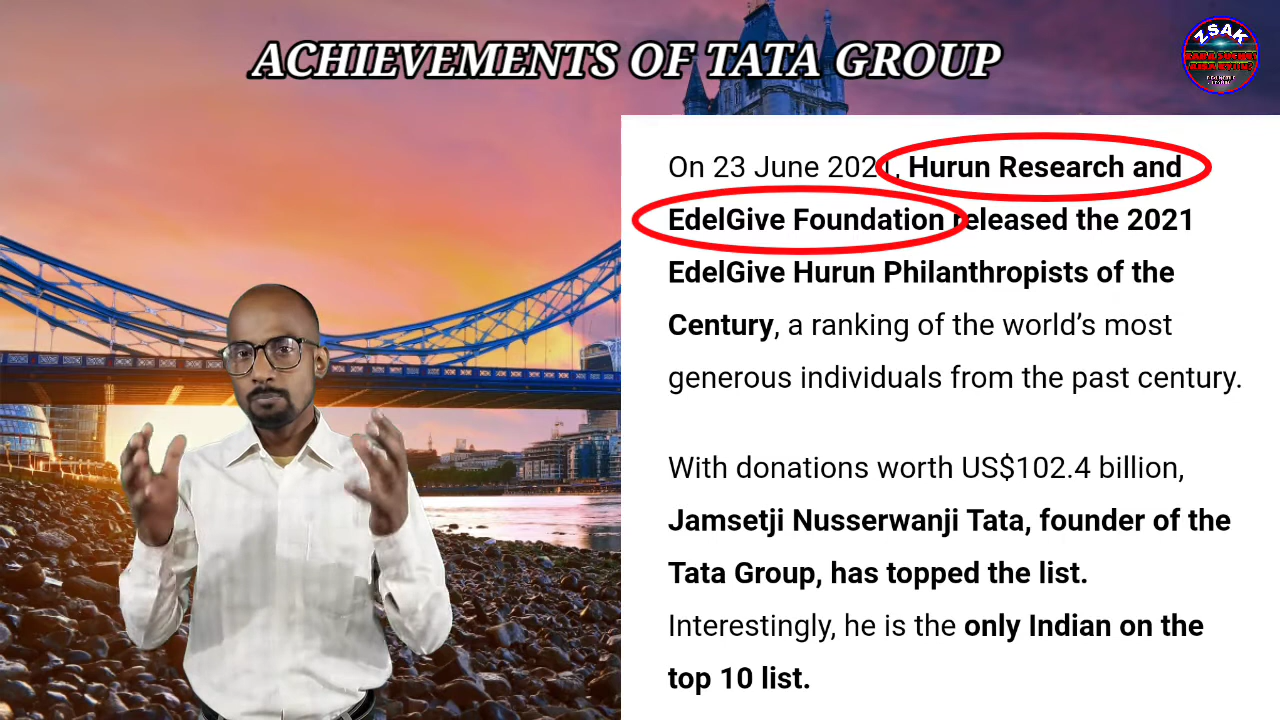 ACHIEVEMENTS OF TATA GROUP
ZSAK
On 23 June 2021, Hurun Research and
EdelGive Foundation released the 2021
EdelGive Hurun Philanthropists of the
Century, a ranking of the world’s most
generous individuals from the past century.
With donations worth US$102.4 billion,
Jamsetji Nusserwanji Tata, founder of the
Tata Group, has topped the list.
Interestingly, he is the only Indian on the
top 10 list.